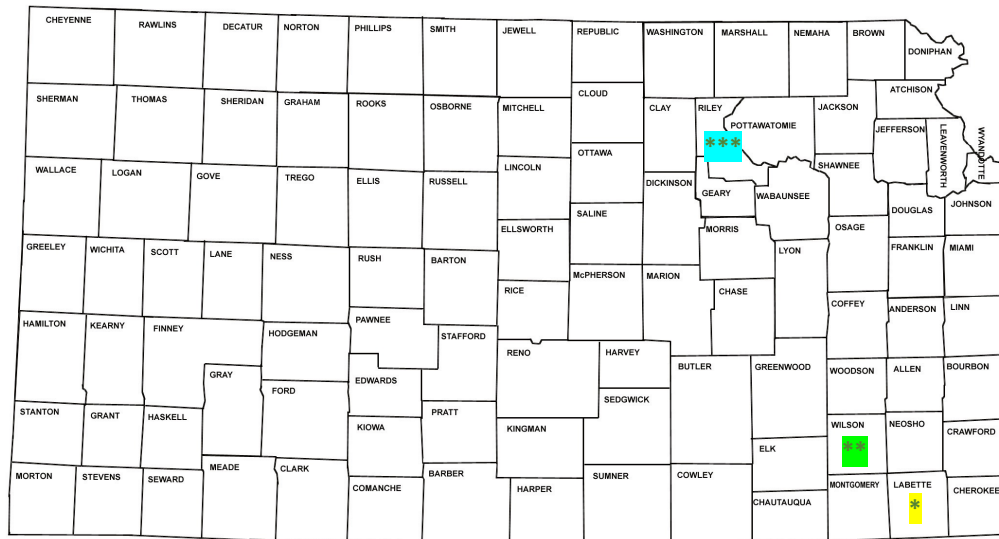 CHEYENNE
RAWLINS
DECATUR
NORTON
PHILLIPS
SMITH
JEWELL
REPUBLIC
WASHINGTON
MARSHALL
NEMAHA
BROWN
DONIPHAN
SHERMAN
THOMAS
SHERIDAN
GRAHAM
ROOKS
OSBORNE
MITCHELL
CLOUD
CLAY
RILEY
POTTAWATOMIE
JACKSON
ATCHISON
JEFFERSON
LEAVENWORTH
WYANDOTTE
***
WALLACE
LOGAN
GOVE
TREGO
ELLIS
RUSSELL
LINCOLN
OTTAWA
DICKINSON
GEARY
WABAUNSEE
SHAWNEE
DOUGLAS
JOHNSON
GREELEY
WICHITA
SCOTT
LANE
NESS
RUSH
BARTON
ELLSWORTH
SALINE
MORRIS
LYON
OSAGE
FRANKLIN
MIAMI
HAMILTON
KEARNY
FINNEY
HODGEMAN
PAWNEE
STAFFORD
RICE
McPHERSON
MARION
CHASE
COFFEY
ANDERSON
LINN
GRAY
FORD
EDWARDS
RENO
HARVEY
SEDGWICK
BUTLER
GREENWOOD
WOODSON
ALLEN
BOURBON
STANTON
GRANT
HASKELL
KIOWA
PRATT
KINGMAN
ELK
WILSON
**
NEOSHO
CRAWFORD
MORTON
STEVENS
SEWARD
MEADE
CLARK
COMANCHE
BARBER
HARPER
SUMNER
COWLEY
CHAUTAUQUA
MONTGOMERY
LABETTE
*
CHEROKEE